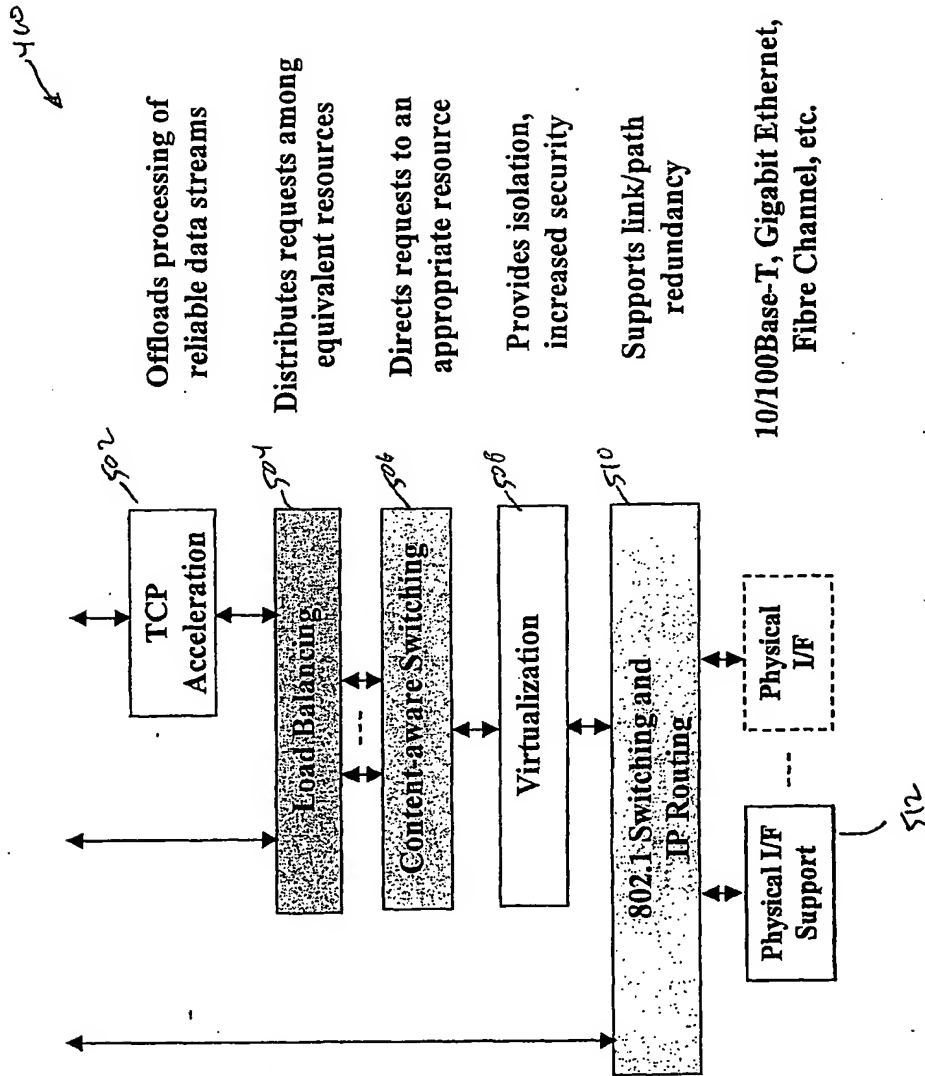 400
502
TCP
Acceleration
Offloads processing of
reliable data streams
504
Load Balancing
Distributes requests among
equivalent resources
506
Content-aware Switching
Directs requests to an
appropriate resource
508
Virtualization
Provides isolation,
increased security
510
802.1 Switching and
IP Routing
Supports link/path
redundancy
Physical I/F
Support
Physical
I/F
512
10/100Base-T, Gigabit Ethernet,
Fibre Channel, etc.